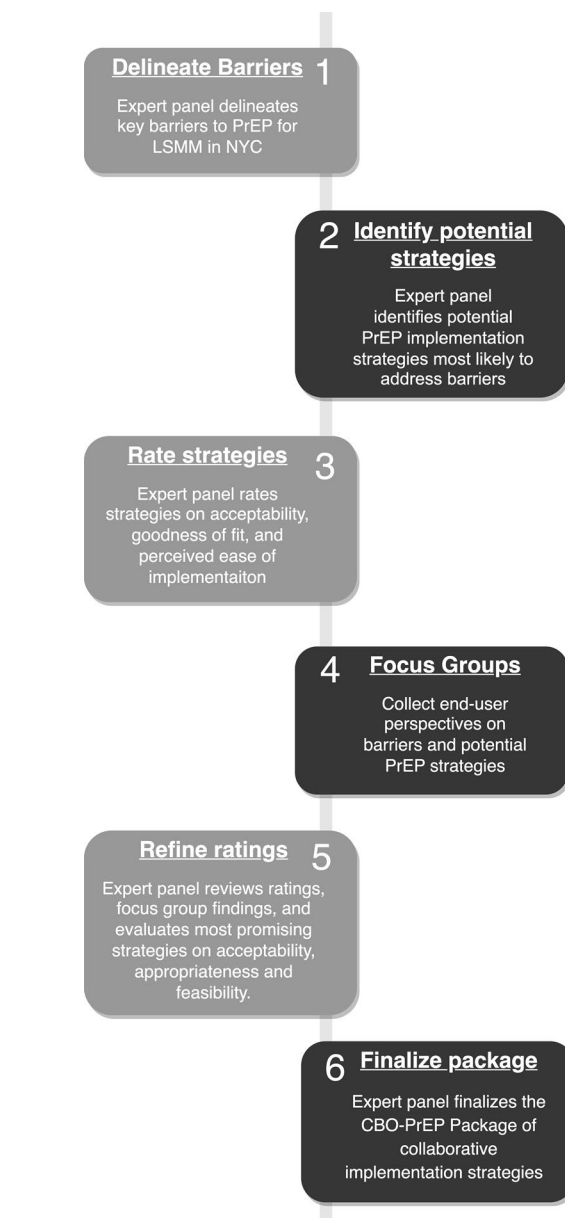 Delineate Barriers 1
Expert panel delineates
key barriers to PrEP for
LSMM in NYC
2 Identify potential
strategies
Expert panel
identifies potential
PrEP implementation
strategies most likely to
address barriers
Rate strategies 3
Expert panel rates
strategies on acceptability,
goodness of fit, and
perceived ease of
implementaiton
4 Focus Groups
Collect end-user
perspectives on
barriers and potential
PrEP strategies
Refine ratings 5
Expert panel reviews ratings,
focus group findings, and
evaluates most promising
strategies on acceptability,
appropriateness and
feasibility.
6 Finalize package
Expert panel finalizes the
CBO-PrEP Package of
collaborative
implementation strategies